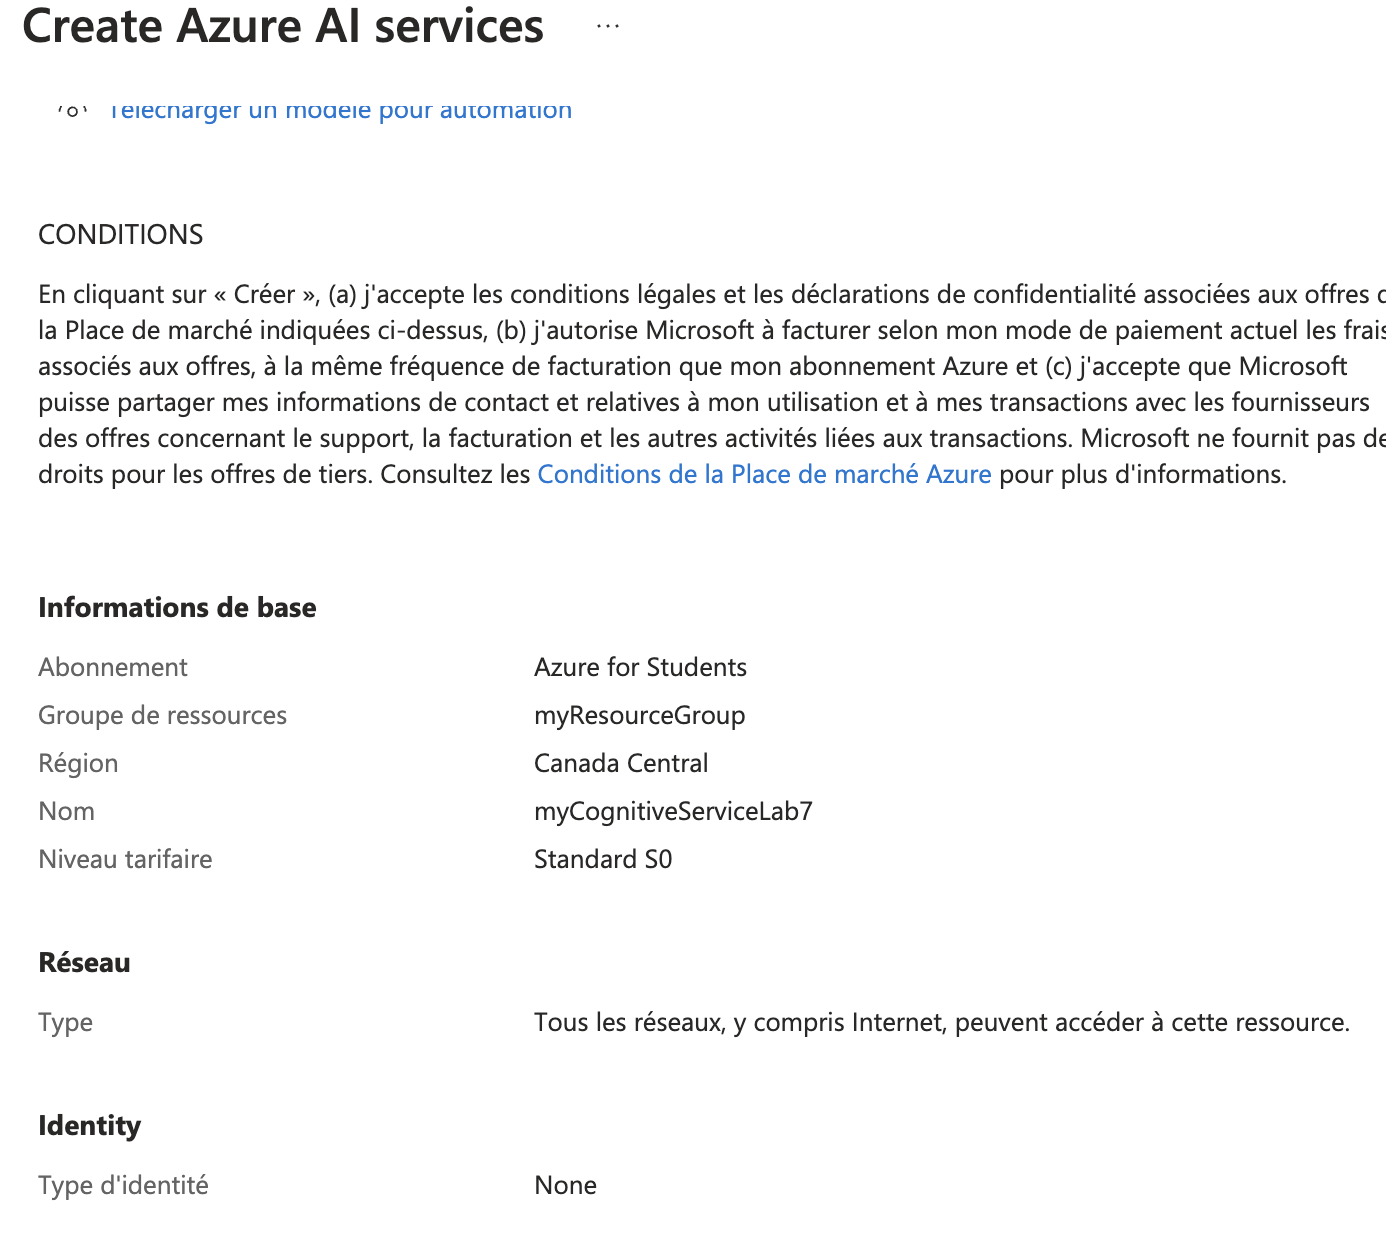 Create Azure AI services ...
Télécharger un modèle pour automation
CONDITIONS
En cliquant sur « Créer », (a) j'accepte les conditions légales et les déclarations de confidentialité associées aux offres
la Place de marché indiquées ci-dessus, (b) j'autorise Microsoft à facturer selon mon mode de paiement actuel les frais
associés aux offres, à la même fréquence de facturation que mon abonnement Azure et (c) j'accepte que Microsoft
puisse partager mes informations de contact et relatives à mon utilisation et à mes transactions avec les fournisseurs
des offres concernant le support, la facturation et les autres activités liées aux transactions. Microsoft ne fournit pas de
droits pour les offres de tiers. Consultez les Conditions de la Place de marché Azure pour plus d'informations.
Informations de base
Abonnement Azure for Students
Groupe de ressources myResourceGroup
Région Canada Central
Nom myCognitiveServiceLab7
Niveau tarifaire Standard S0
Réseau
Type Tous les réseaux, y compris Internet, peuvent accéder à cette ressource.
Identity
Type d'identité None